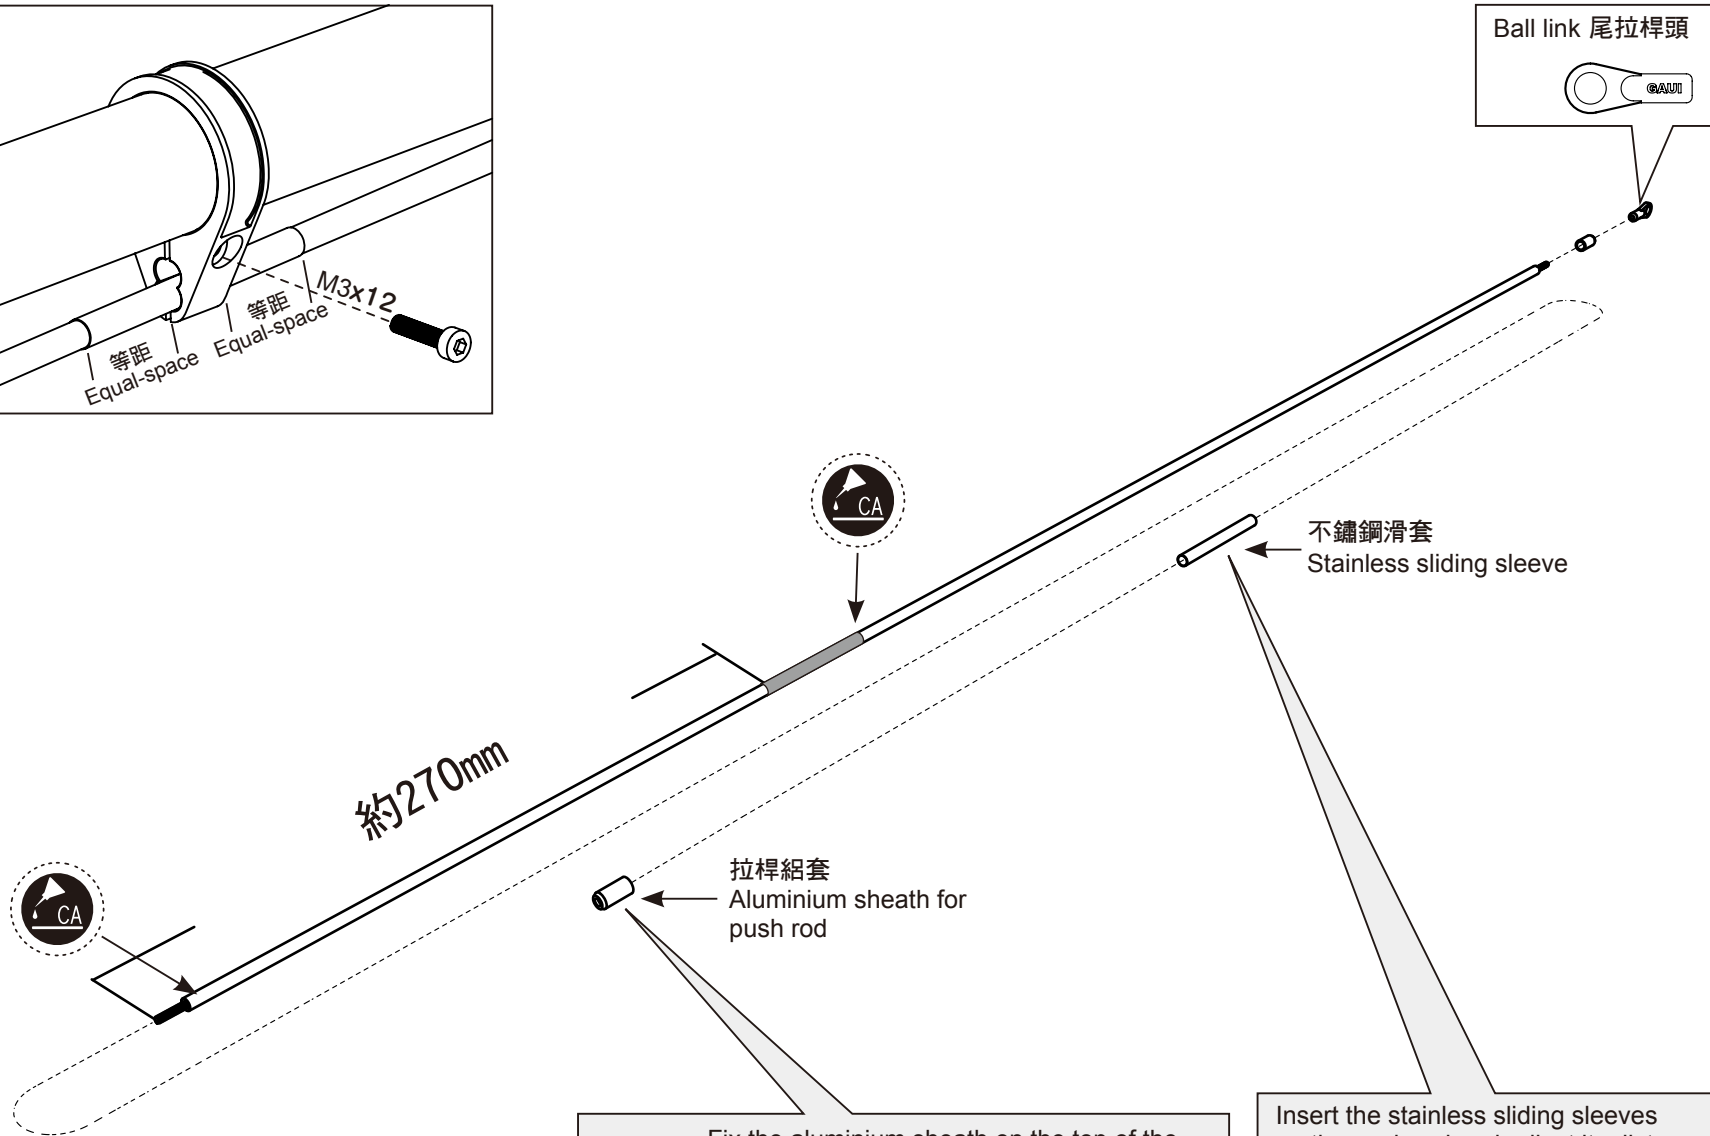 Ball link 尾拉桿頭
GAUI
M3x12
等距
Equal-space
等距
Equal-space
CA
不鏽鋼滑套
Stainless sliding sleeve
約270mm
CA
拉桿鋁套
Aluminium sheath for
push rod
Fix the aluminium sheath on the top of the
Insert the stainless sliding sleeves